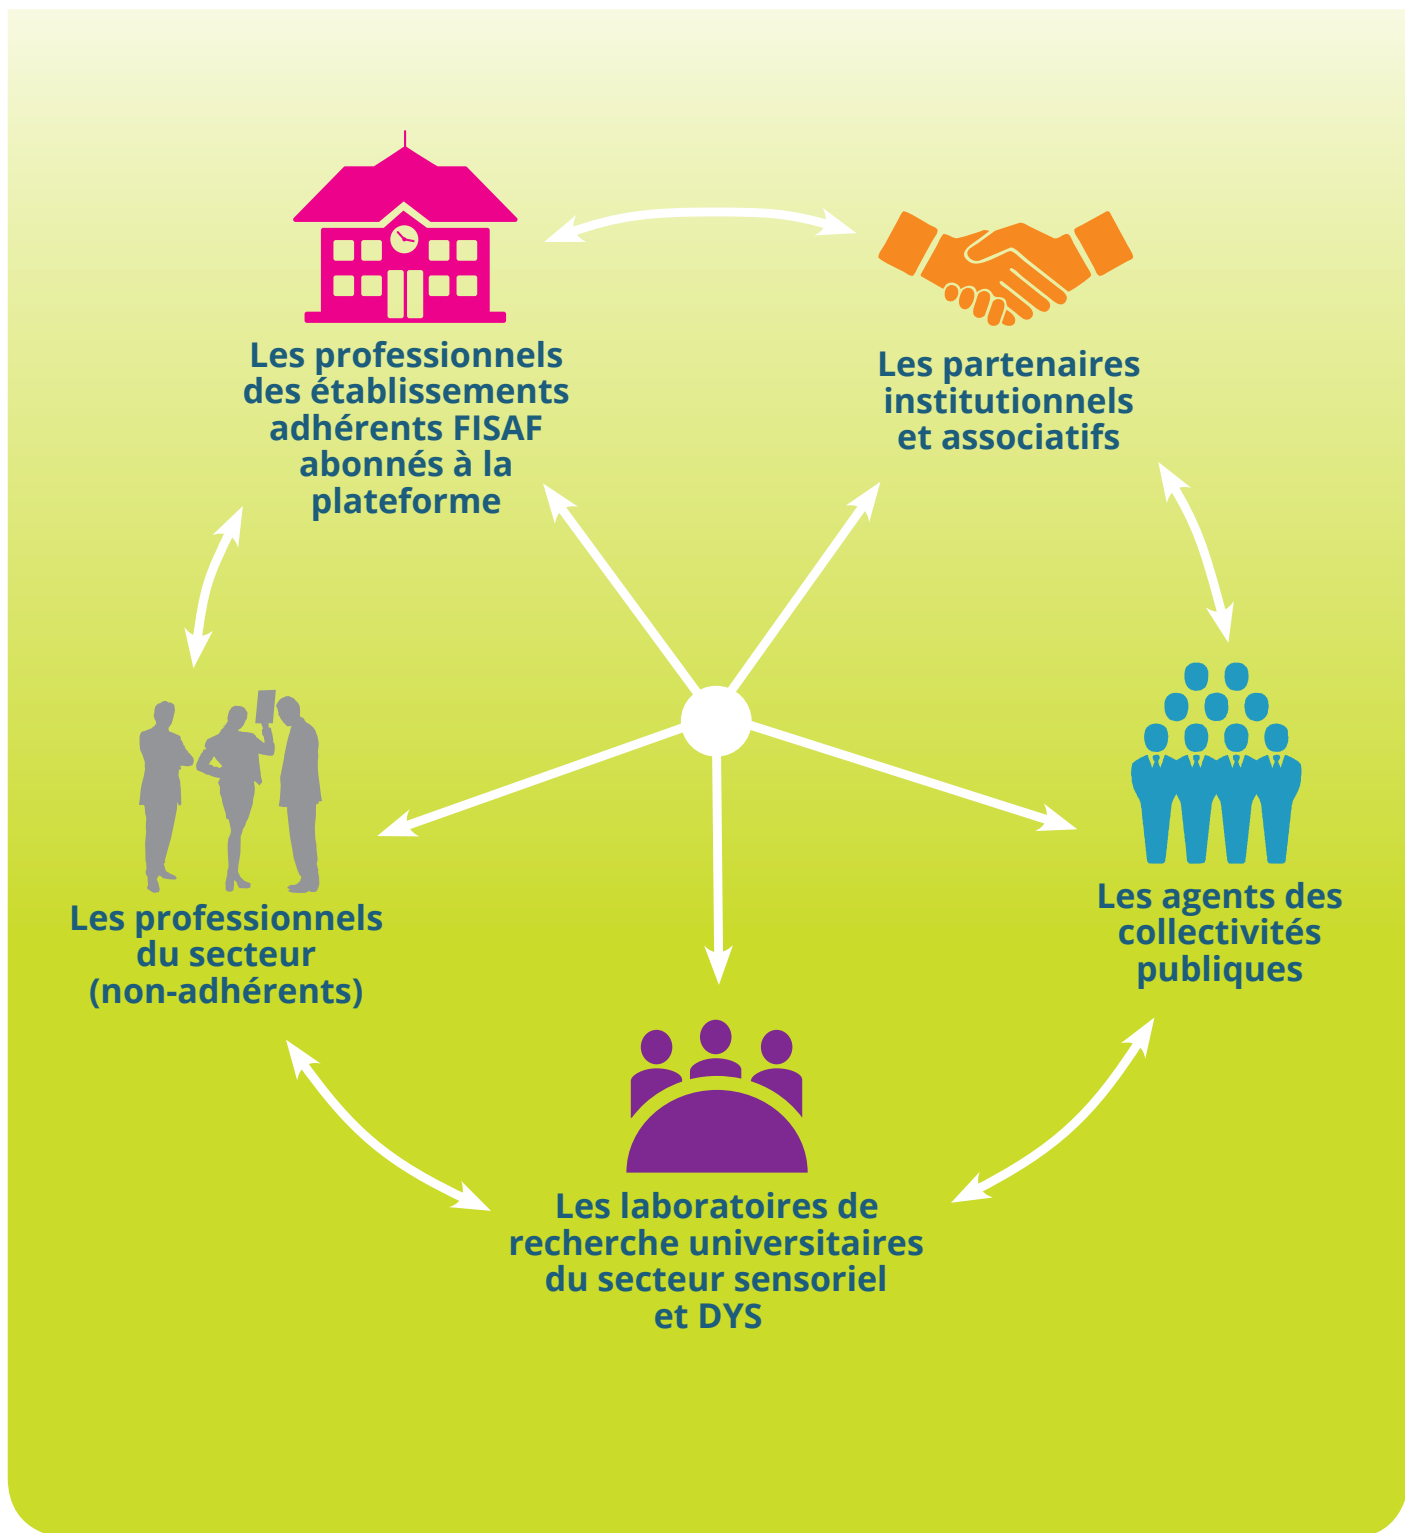 Les professionnels
des établissements
adhérents FISAF
abonnés à la
plateforme
Les partenaires
institutionnels
et associatifs
Les professionnels
du secteur
(non-adhérents)
Les agents des
collectivités
publiques
Les laboratoires de
recherche universitaires
du secteur sensoriel
et DYS